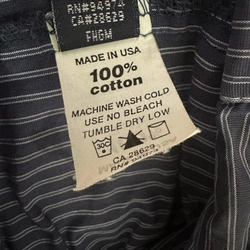 RN#94974
CA#28629
FHGM
MADE IN USA
100%
cotton
MACHINE WASH COLD
USE NO BLEACH
TUMBLE DRY LOW
30C
CA 28629